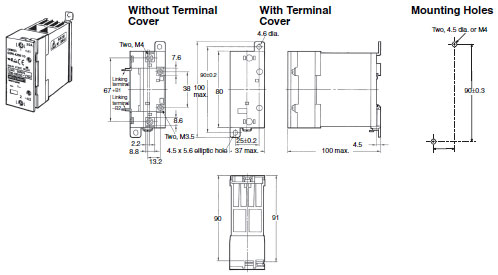 Without Terminal
Cover
With Terminal
Cover
Mounting Holes
4.6 dia.
Two, 4.5 dia. or M4
Two, M4
7.6
Linking
terminal
Linking
terminal
67
38
100
max.
90±0.2
80
90±0.3
8.6
Two, M3.5
2.2
8.8
13.2
4.5 x 5.6 elliptic hole
25±0.2
37 max.
4.5
100 max.
90
91